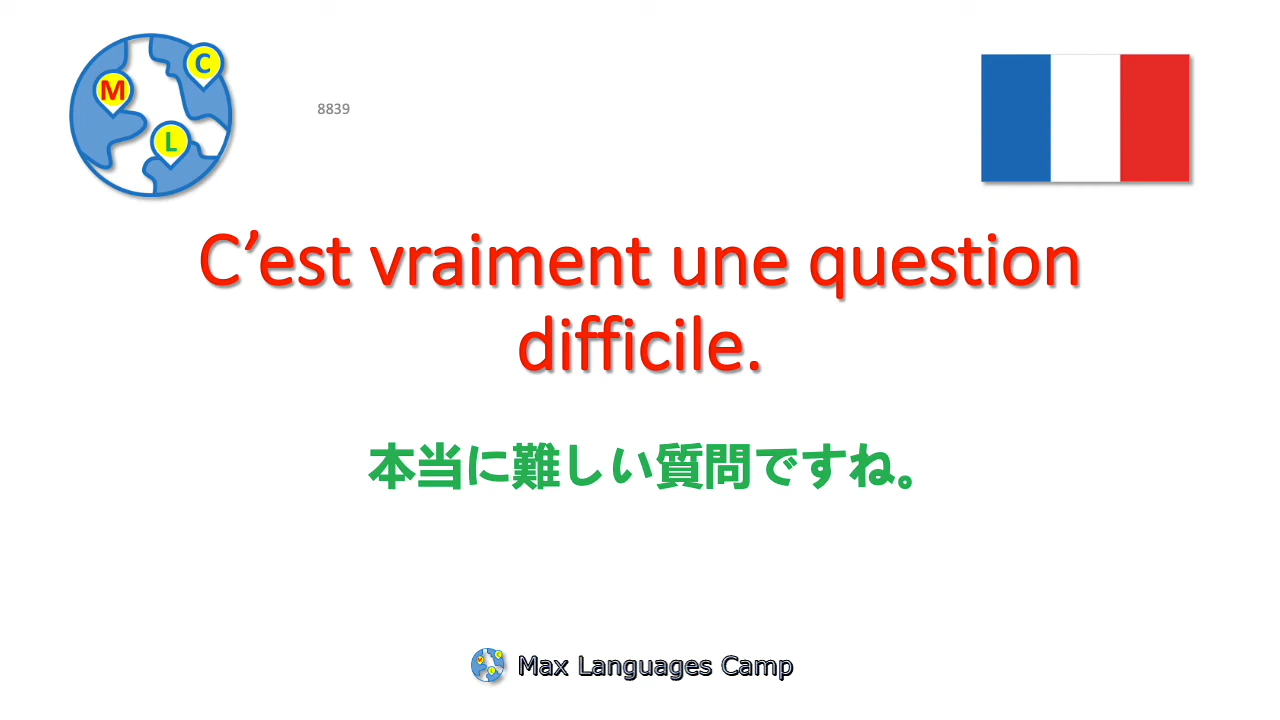 C
M
L
8839
C’est vraiment une question
difficile.
本当に難しい質問ですね。
Max Languages Camp